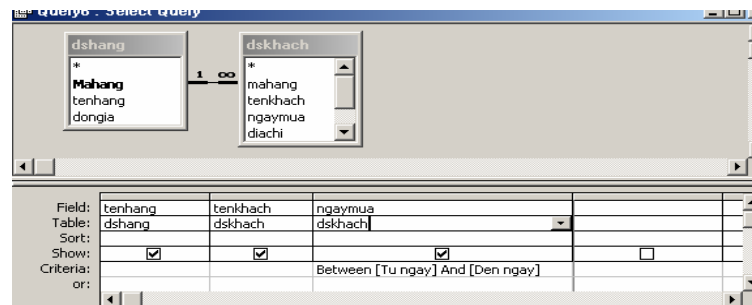 Query8 : Select Query
dshang
*
Mahang
tenhang
dongia
1 ∞
dskhach
*
mahang
tenkhach
ngaymua
diachi
Field: tenhang tenkhach ngaymua
Table: dshang dskhach dskhach
Sort:
Show:
Criteria: Between [Tu ngay] And [Den ngay]
or: